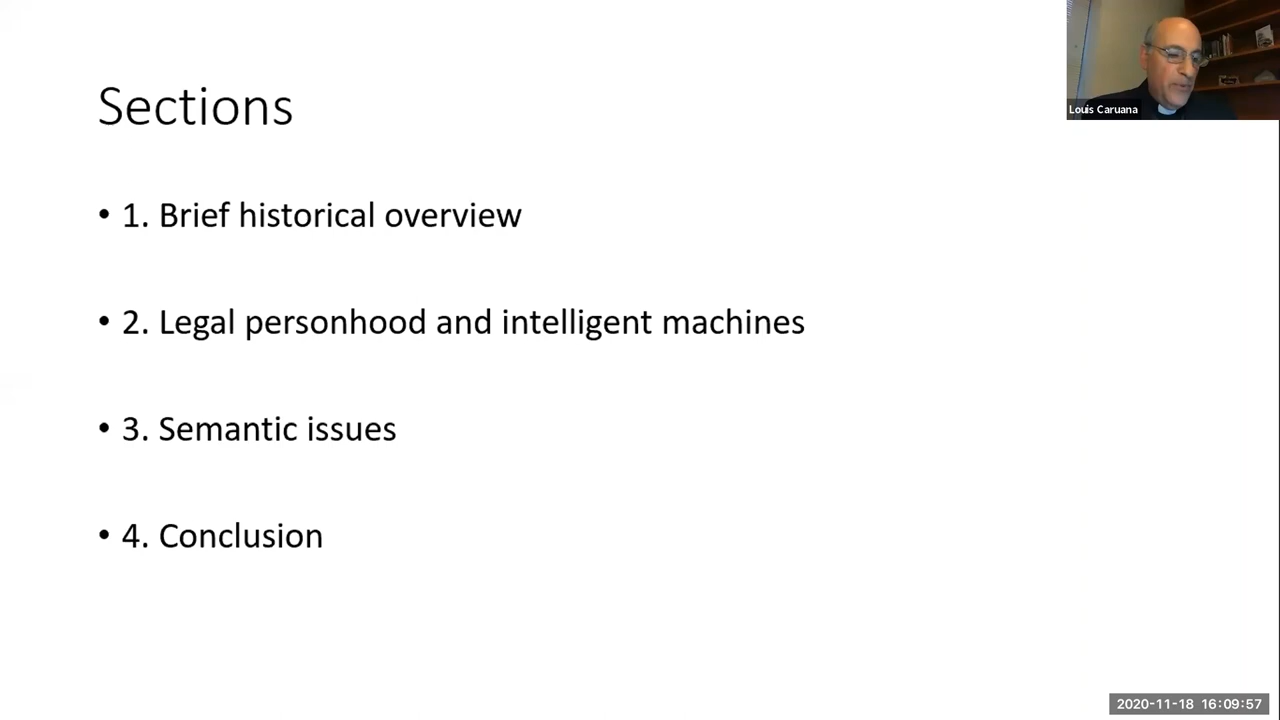 Sections
Louis Caruana
• 1. Brief historical overview
• 2. Legal personhood and intelligent machines
• 3. Semantic issues
• 4. Conclusion
2020-11-18 16:09:57